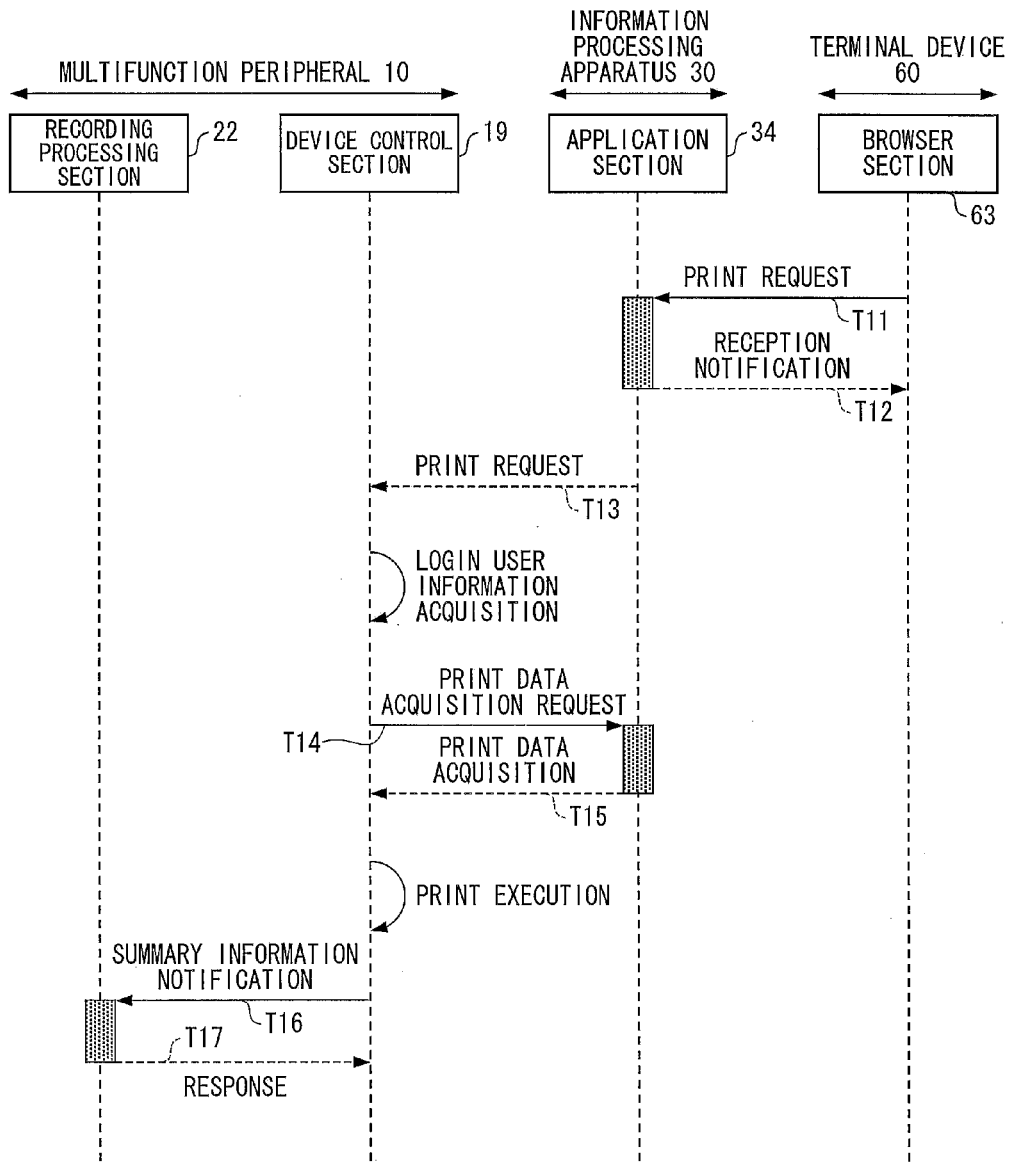 MULTIFUNCTION PERIPHERAL 10
INFORMATION
PROCESSING
APPARATUS 30
TERMINAL DEVICE
60
RECORDING
PROCESSING
SECTION
22
DEVICE CONTROL
SECTION
19
APPLICATION
SECTION
34
BROWSER
SECTION
63
PRINT REQUEST
T11
RECEPTION
NOTIFICATION
T12
PRINT REQUEST
T13
LOGIN USER
INFORMATION
ACQUISITION
PRINT DATA
ACQUISITION REQUEST
T14
PRINT DATA
ACQUISITION
T15
PRINT EXECUTION
SUMMARY INFORMATION
NOTIFICATION
T16
T17
RESPONSE